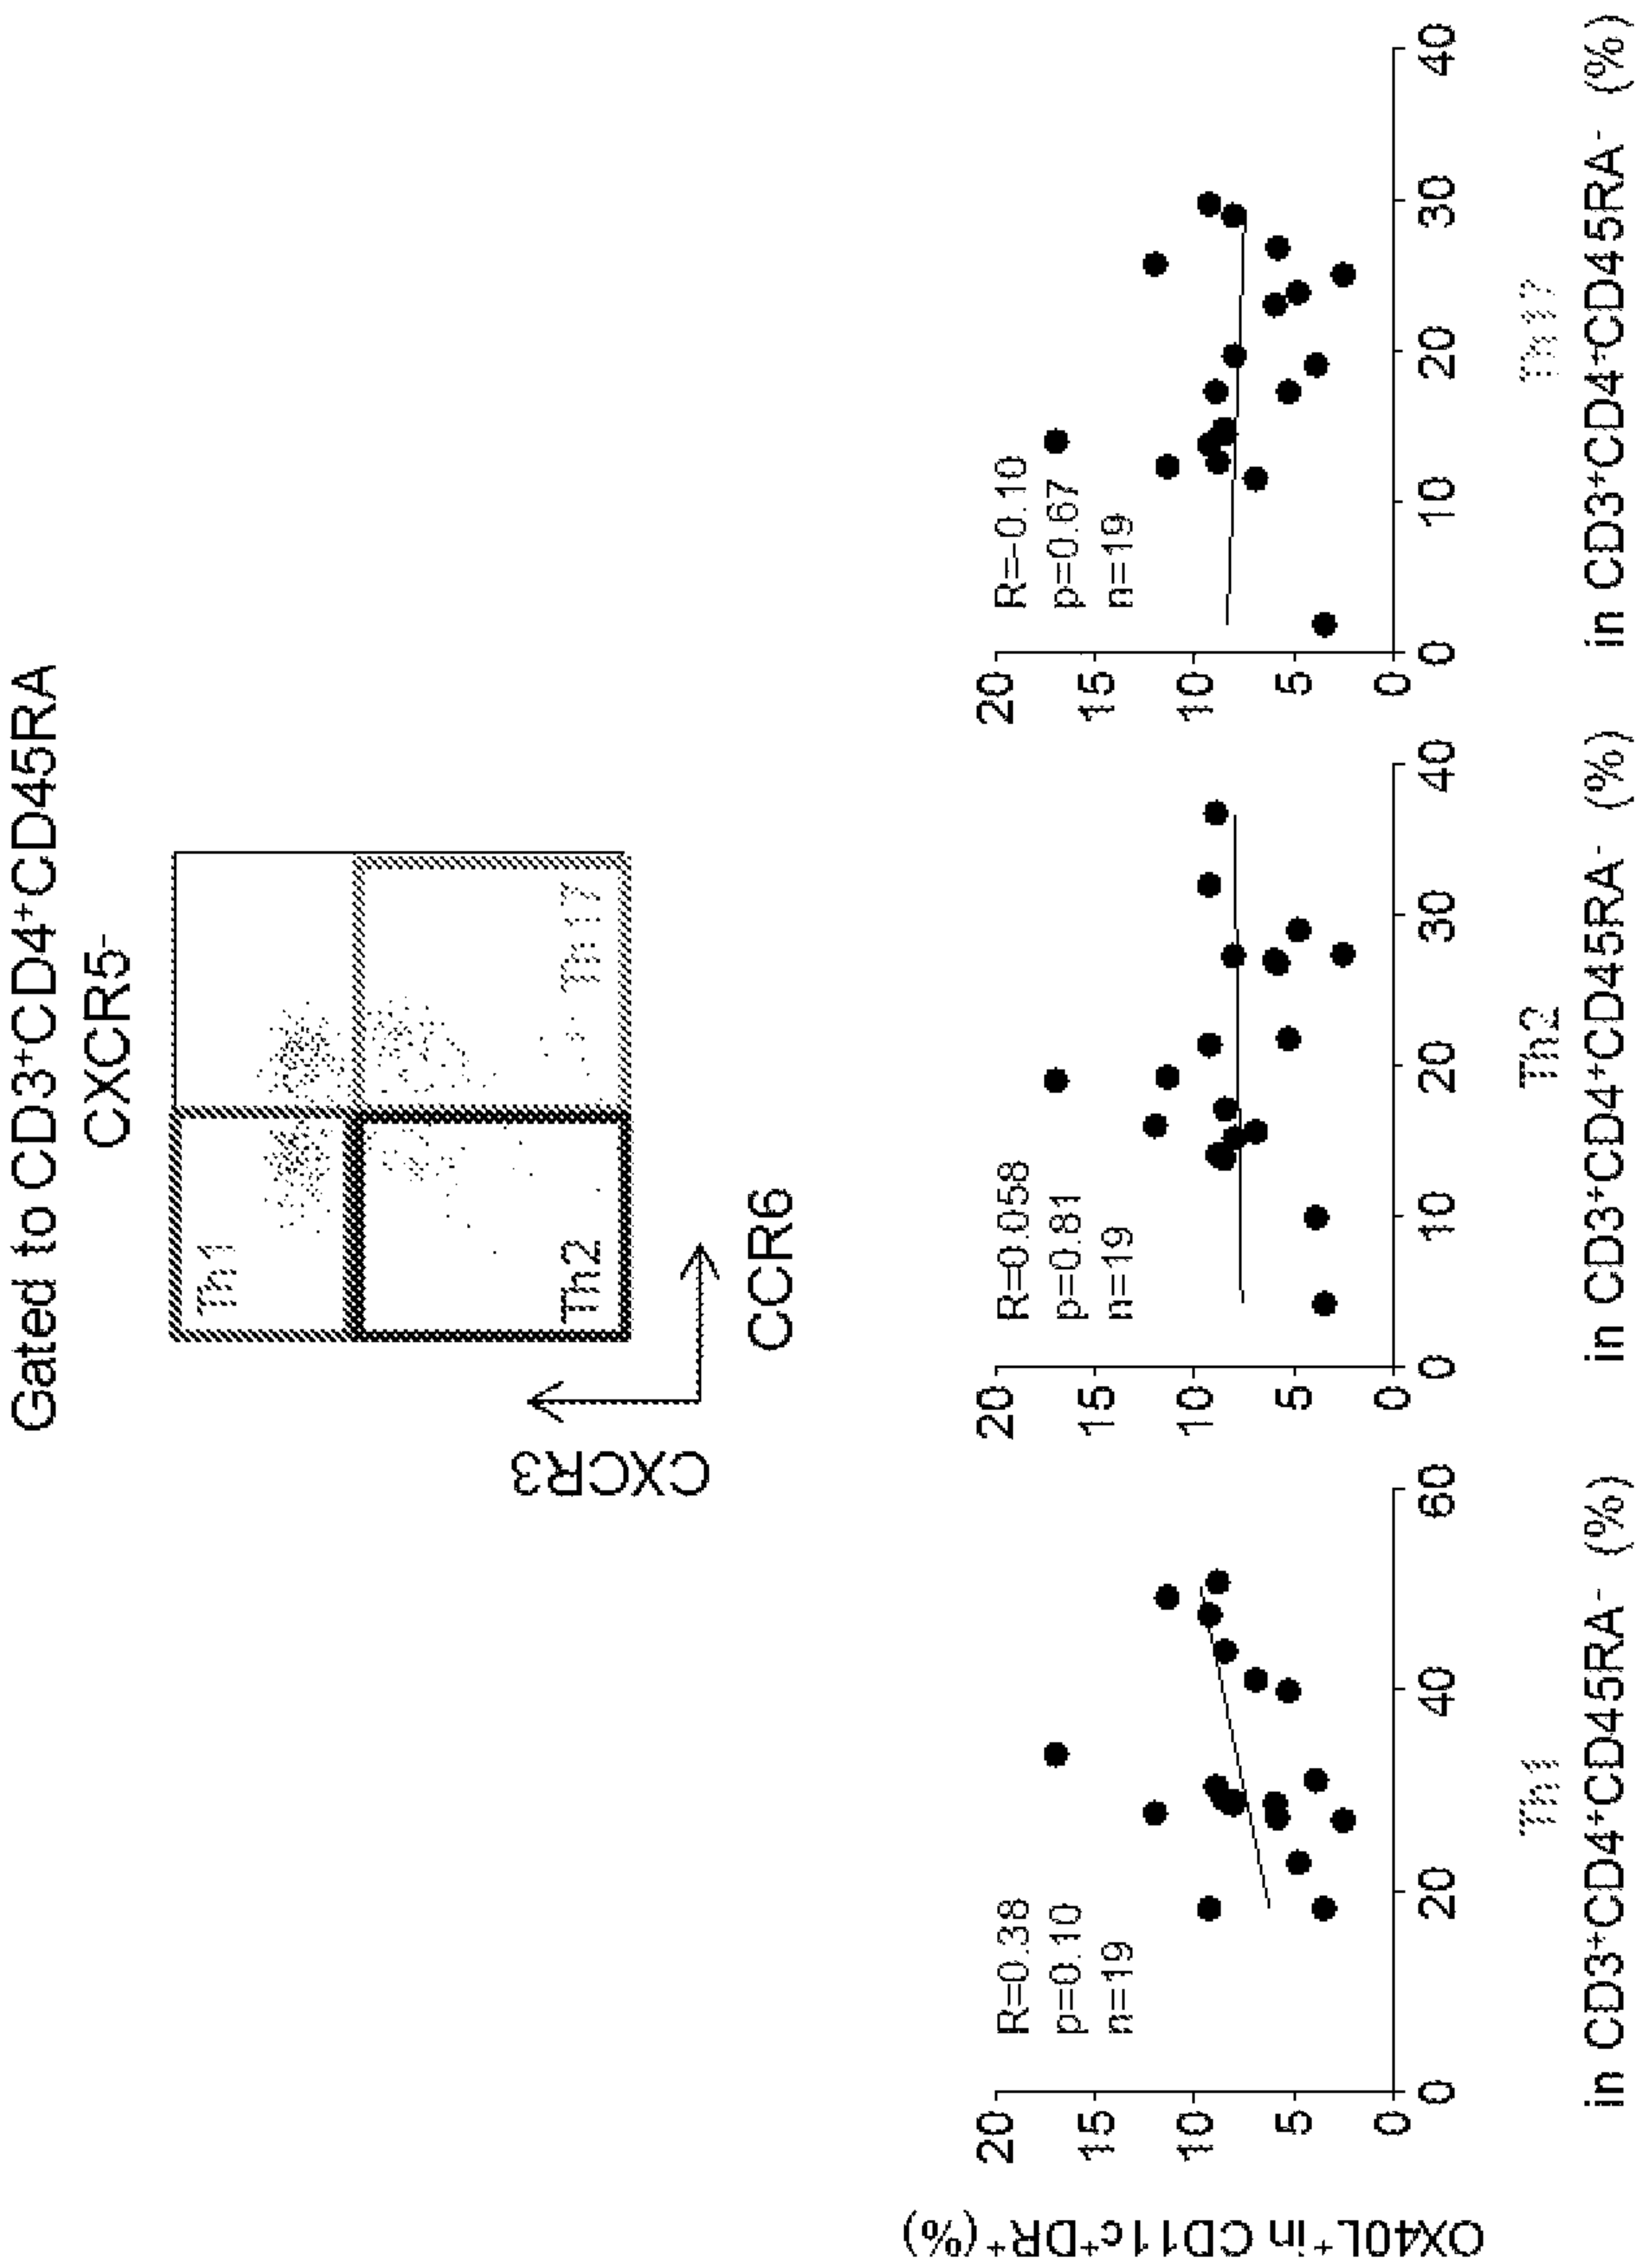 Gated to CD3⁺CD4⁺CD45RA
CXCR5⁻
Th1
Th2
Th17
CXCR3
CCR6
OX40L⁺in CD11c⁺DR⁺(%)
R=0.38
p=0.10
n=19
20
15
10
5
0
0
20
40
60
Th1
in CD3⁺CD4⁺CD45RA⁻ (%)
R=0.058
p=0.81
n=19
20
15
10
5
0
0
10
20
30
40
Th2
in CD3⁺CD4⁺CD45RA⁻ (%)
R=-0.10
p=0.67
n=19
20
15
10
5
0
0
10
20
30
40
Th17
in CD3⁺CD4⁺CD45RA⁻ (%)